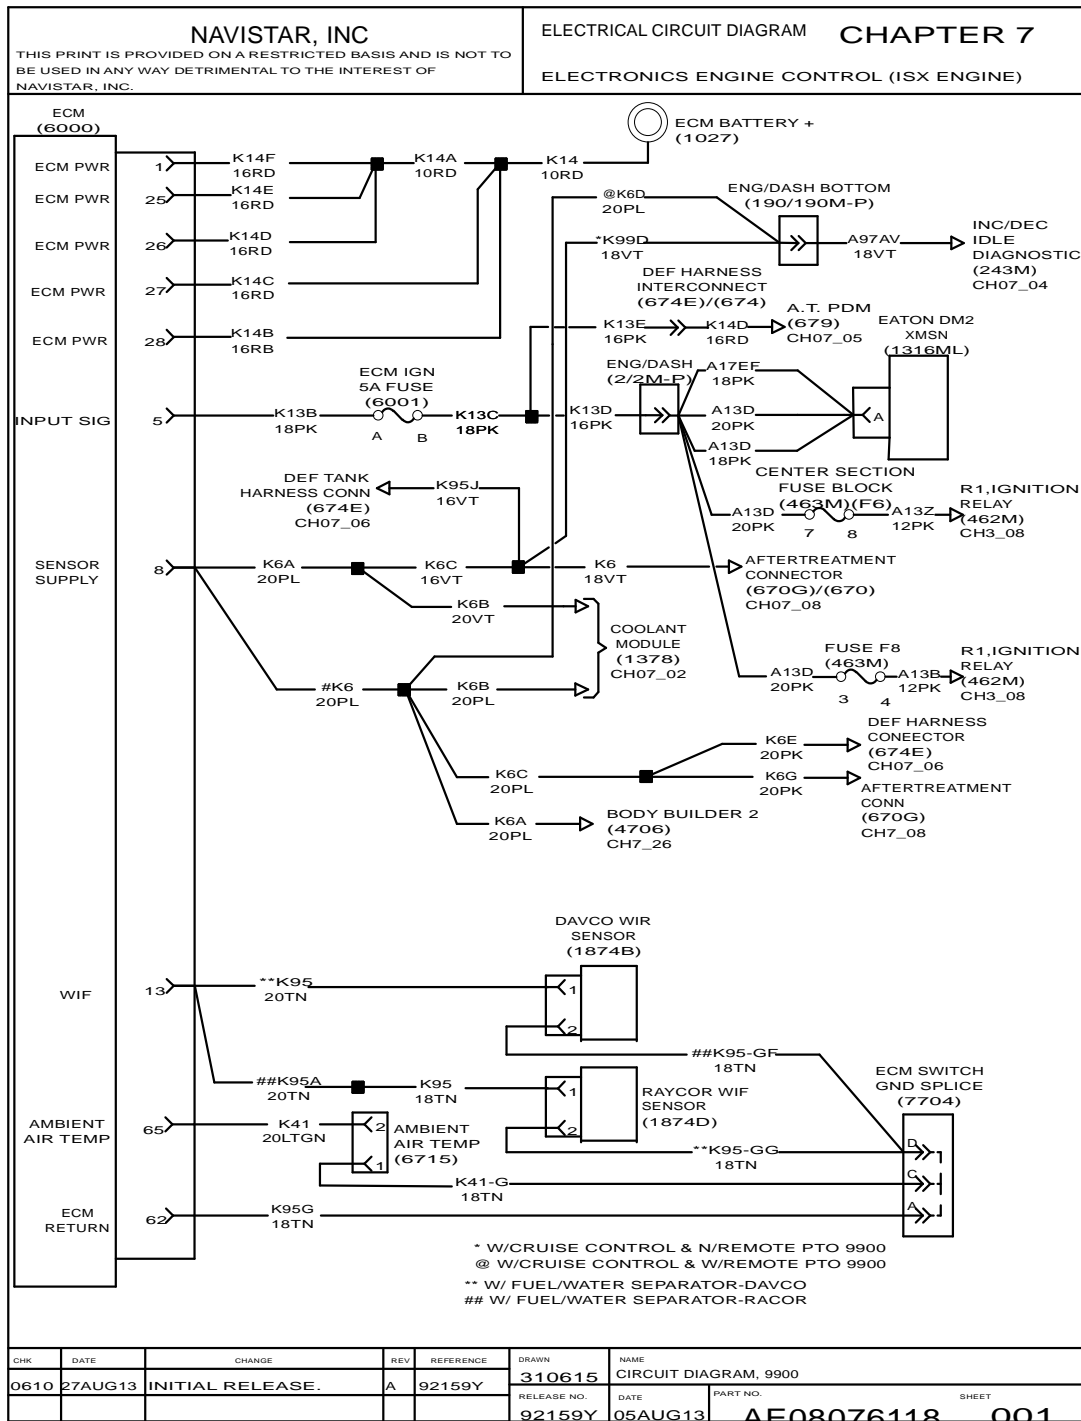 NAVISTAR, INC
THIS PRINT IS PROVIDED ON A RESTRICTED BASIS AND IS NOT TO
BE USED IN ANY WAY DETRIMENTAL TO THE INTEREST OF
NAVISTAR, INC.
ELECTRICAL CIRCUIT DIAGRAM
CHAPTER 7
ELECTRONICS ENGINE CONTROL (ISX ENGINE)
ECM
(6000)
ECM BATTERY +
(1027)
ECM PWR
1
K14F
16RD
K14A
10RD
K14
10RD
ECM PWR
25
K14E
16RD
@K6D
20PL
ENG/DASH BOTTOM
(190/190M-P)
ECM PWR
26
K14D
16RD
*K99D
18VT
A97AV
18VT
INC/DEC
IDLE
DIAGNOSTIC
(243M)
CH07_04
ECM PWR
27
K14C
16RD
DEF HARNESS
INTERCONNECT
(674E)/(674)
K13E
16PK
K14D
16RD
A.T. PDM
(679)
CH07_05
EATON DM2
XMSN
(1316ML)
ECM PWR
28
K14B
16RB
ECM IGN
5A FUSE
(6001)
ENG/DASH
(2/2M-P)
A17EF
18PK
INPUT SIG
5
K13B
18PK
A
B
K13C
18PK
K13D
16PK
A13D
20PK
A
A13D
18PK
DEF TANK
HARNESS CONN
(674E)
CH07_06
K95J
16VT
CENTER SECTION
FUSE BLOCK
(463M)(F6)
A13D
20PK
7
8
A13Z
12PK
R1,IGNITION
RELAY
(462M)
CH3_08
SENSOR
SUPPLY
8
K6A
20PL
K6C
16VT
K6
18VT
AFTERTREATMENT
CONNECTOR
(670G)/(670)
CH07_08
K6B
20VT
COOLANT
MODULE
(1378)
CH07_02
#K6
20PL
K6B
20PL
FUSE F8
(463M)
A13D
20PK
3
4
A13B
12PK
R1,IGNITION
RELAY
(462M)
CH3_08
K6E
20PK
DEF HARNESS
CONEECTOR
(674E)
CH07_06
K6C
20PL
K6G
20PK
AFTERTREATMENT
CONN
(670G)
CH7_08
K6A
20PL
BODY BUILDER 2
(4706)
CH7_26
DAVCO WIR
SENSOR
(1874B)
WIF
13
**K95
20TN
1
2
##K95-GF
18TN
##K95A
20TN
K95
18TN
1
2
RAYCOR WIF
SENSOR
(1874D)
ECM SWITCH
GND SPLICE
(7704)
AMBIENT
AIR TEMP
65
K41
20LTGN
2
1
AMBIENT
AIR TEMP
(6715)
**K95-GG
18TN
D
K41-G
18TN
C
ECM
RETURN
62
K95G
18TN
A
* W/CRUISE CONTROL & N/REMOTE PTO 9900
@ W/CRUISE CONTROL & W/REMOTE PTO 9900
** W/ FUEL/WATER SEPARATOR-DAVCO
## W/ FUEL/WATER SEPARATOR-RACOR
CHK
DATE
CHANGE
REV
REFERENCE
0610
27AUG13
INITIAL RELEASE.
A
92159Y
DRAWN
310615
NAME
CIRCUIT DIAGRAM, 9900
RELEASE NO.
92159Y
DATE
05AUG13
PART NO.
AE08076118
SHEET
001